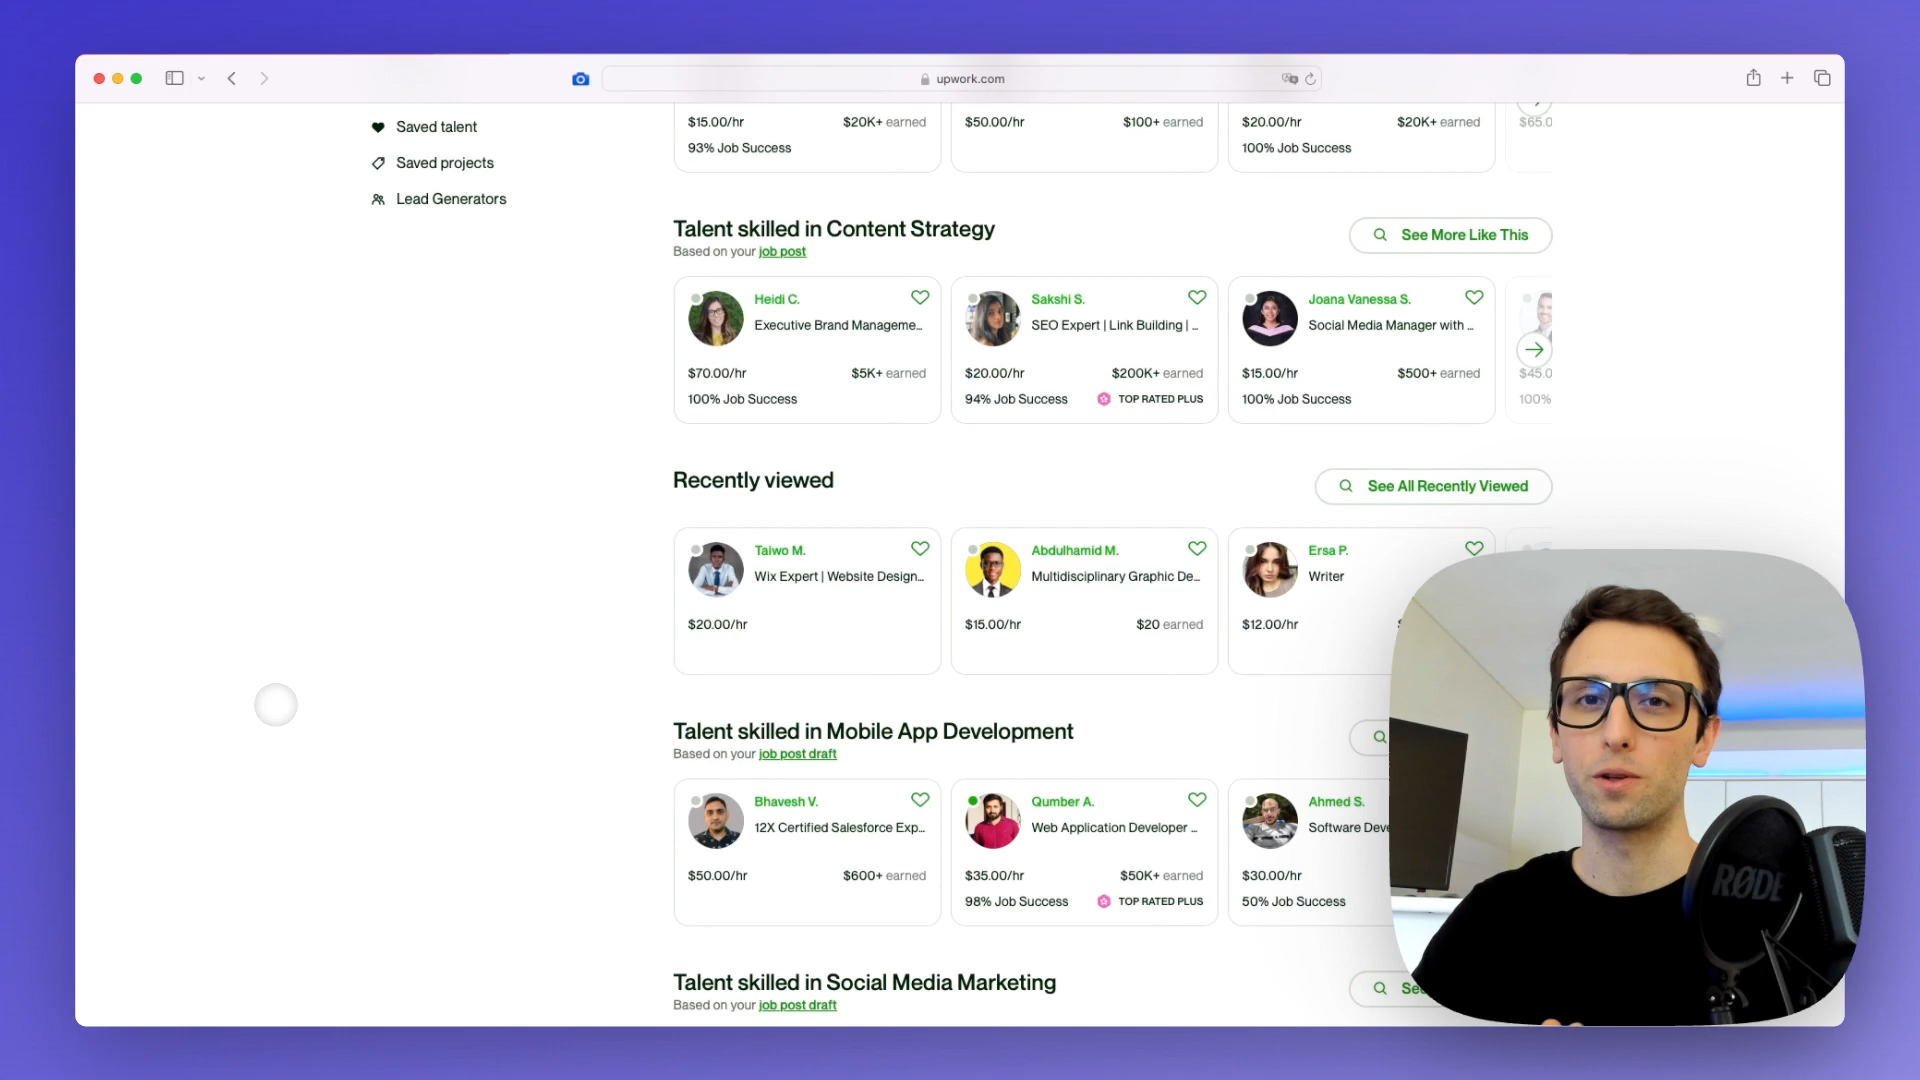 upwork.com
Saved talent
Saved projects
Lead Generators
$15.00/hr $20K+ earned
93% Job Success
$50.00/hr $100+ earned
$20.00/hr $20K+ earned
100% Job Success
$65.0
Talent skilled in Content Strategy
Based on your job post
See More Like This
Heidi C.
Executive Brand Manageme...
$70.00/hr $5K+ earned
100% Job Success
Sakshi S.
SEO Expert | Link Building | ...
$20.00/hr $200K+ earned
94% Job Success TOP RATED PLUS
Joana Vanessa S.
Social Media Manager with ...
$15.00/hr $500+ earned
100% Job Success
$45.0
100%
Recently viewed
See All Recently Viewed
Taiwo M.
Wix Expert | Website Design...
$20.00/hr
Abdulhamid M.
Multidisciplinary Graphic De...
$15.00/hr $20 earned
Ersa P.
Writer
$12.00/hr
Talent skilled in Mobile App Development
Based on your job post draft
Bhavesh V.
12X Certified Salesforce Exp...
$50.00/hr $600+ earned
Qumber A.
Web Application Developer ...
$35.00/hr $50K+ earned
98% Job Success TOP RATED PLUS
Ahmed S.
Software Deve
$30.00/hr
50% Job Success
Talent skilled in Social Media Marketing
Based on your job post draft
RØDE